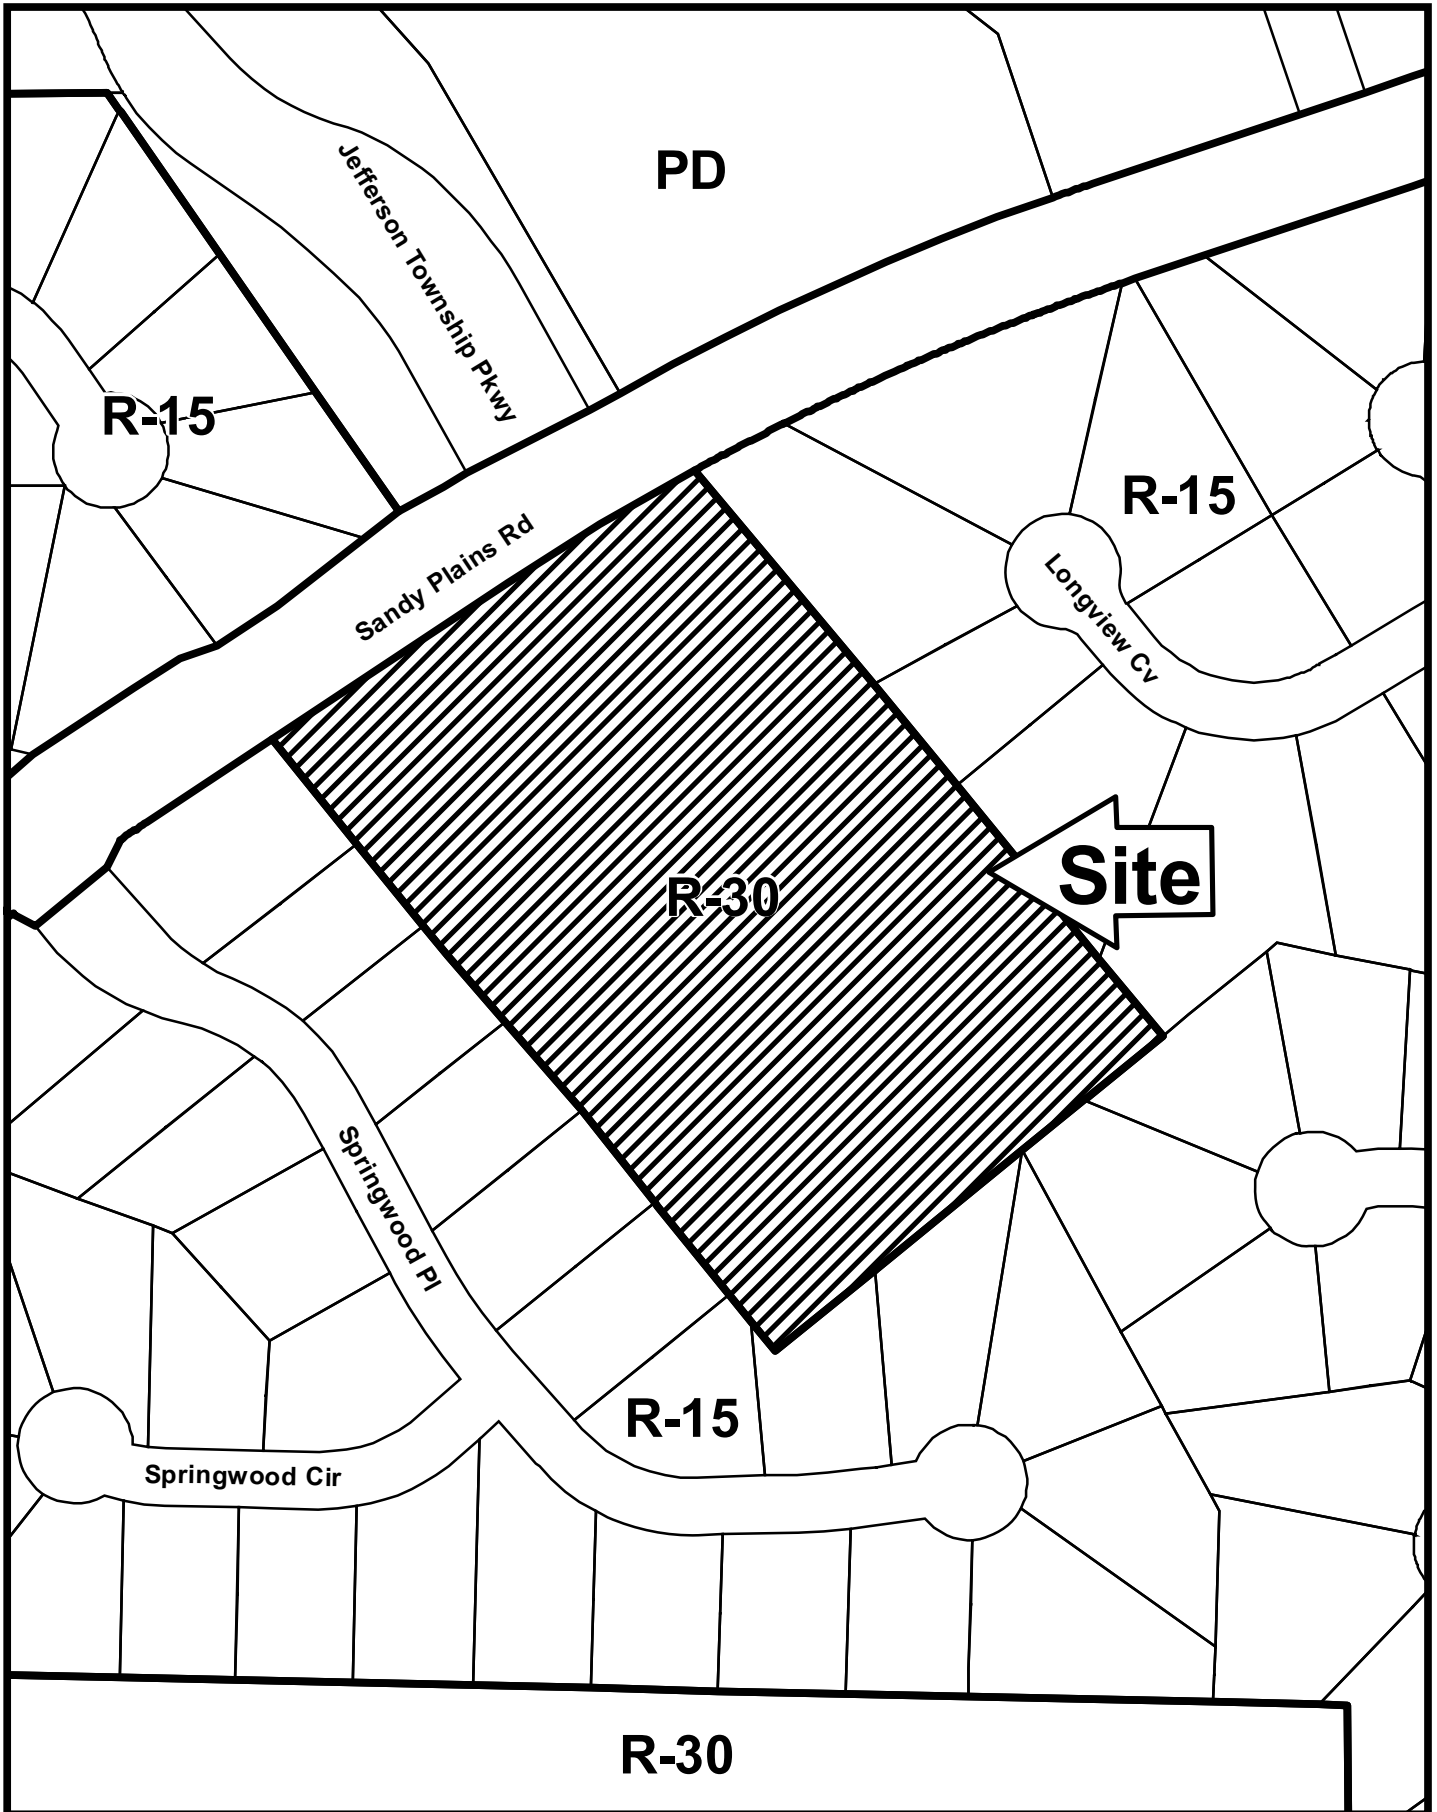 PD
Jefferson Township Pkwy
R-15
R-15
Sandy Plains Rd
Longview Cv
Site
R-30
Springwood Pl
R-15
Springwood Cir
R-30